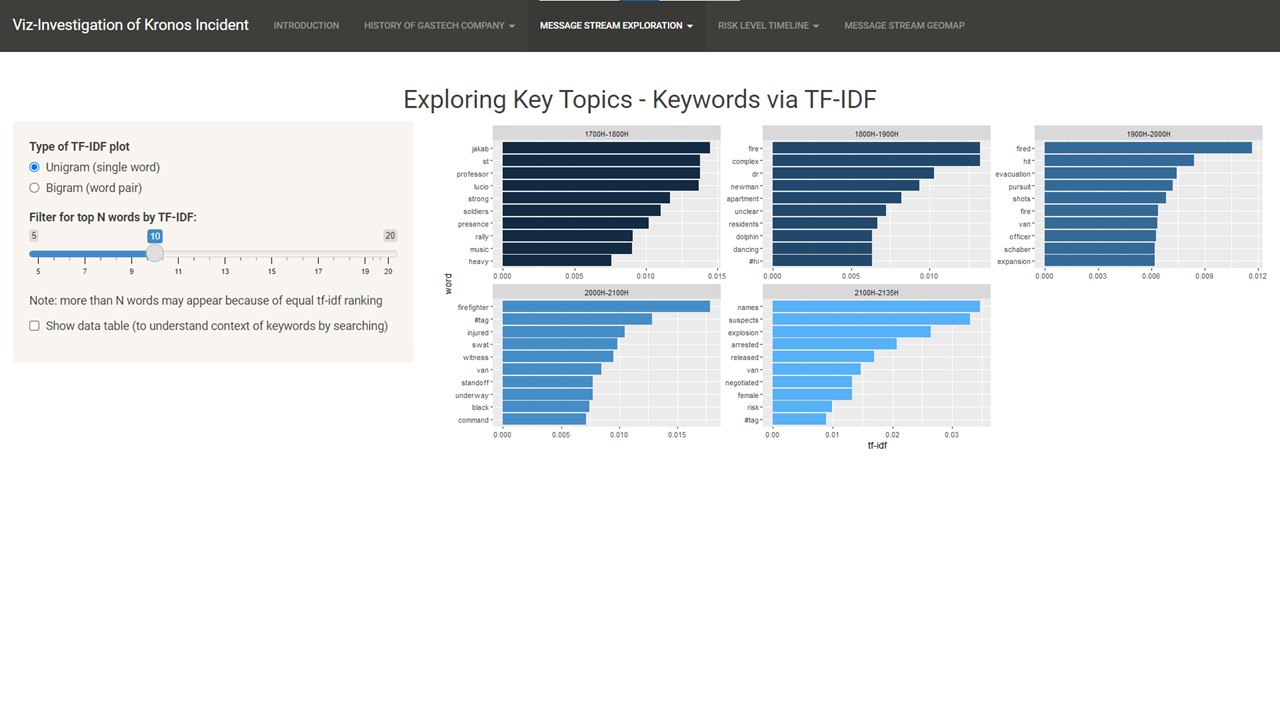 Viz-Investigation of Kronos Incident
INTRODUCTION
HISTORY OF GASTECH COMPANY
MESSAGE STREAM EXPLORATION
RISK LEVEL TIMELINE
MESSAGE STREAM GEOMAP
Exploring Key Topics - Keywords via TF-IDF
Type of TF-IDF plot
Unigram (single word)
Bigram (word pair)
Filter for top N words by TF-IDF:
5 10 20
5 7 9 11 13 15 17 19 20
Note: more than N words may appear because of equal tf-idf ranking
Show data table (to understand context of keywords by searching)
word
1700H-1800H
jakab
st
professor
lucio
strong
soldiers
presence
rally
music
heavy
0.000 0.005 0.010 0.015
1800H-1900H
fire
complex
dr
newman
apartment
unclear
residents
dolphin
dancing
#hi
0.000 0.005 0.010
1900H-2000H
fired
hit
evacuation
pursuit
shots
fire
van
officer
schaber
expansion
0.000 0.003 0.006 0.009 0.012
2000H-2100H
firefighter
#tag
injured
swat
witness
van
standoff
underway
black
command
0.000 0.005 0.010 0.015
2100H-2135H
names
suspects
explosion
arrested
released
van
negotiated
female
risk
#tag
0.00 0.01 0.02 0.03
tf-idf